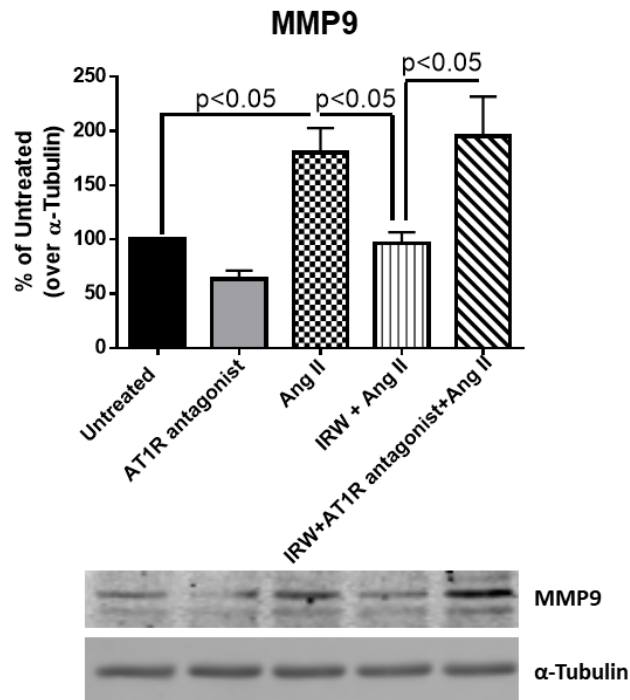 MMP9
% of Untreated
(over α-Tubulin)
250
200
150
100
50
0
p<0.05
p<0.05
p<0.05
Untreated
AT1R antagonist
Ang II
IRW + Ang II
IRW+AT1R antagonist+Ang II
MMP9
α-Tubulin